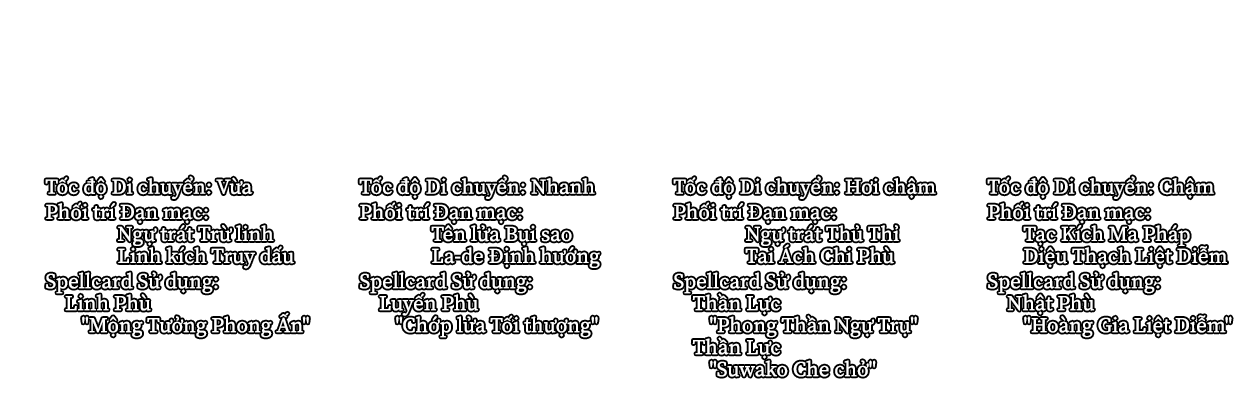 Tốc độ Di chuyển: Vừa
Phối trí Đạn mạc:
Ngự trát Trừ linh
Linh kích Truy dấu
Spellcard Sử dụng:
Linh Phù
"Mộng Tưởng Phong Ấn"
Tốc độ Di chuyển: Nhanh
Phối trí Đạn mạc:
Tên lửa Bụi sao
La-de Định hướng
Spellcard Sử dụng:
Luyến Phù
"Chớp lửa Tối thượng"
Tốc độ Di chuyển: Hơi chậm
Phối trí Đạn mạc:
Ngự trát Thủ Thỉ
Tai Ách Chi Phù
Spellcard Sử dụng:
Thần Lực
"Phong Thần Ngự Trụ"
Thần Lực
"Suwako Che chở"
Tốc độ Di chuyển: Chậm
Phối trí Đạn mạc:
Tạc Kích Ma Pháp
Diệu Thạch Liệt Diễm
Spellcard Sử dụng:
Nhật Phù
"Hoàng Gia Liệt Diễm"